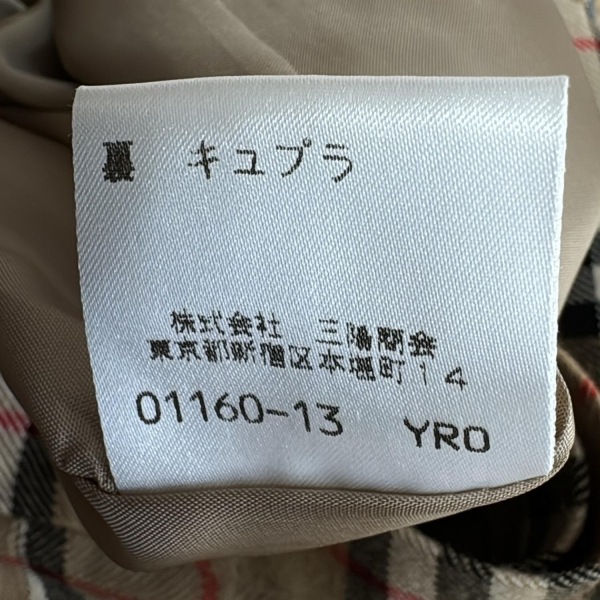 裏 キュプラ
株式会社 三陽商会
東京都新宿区本塩町14
01160-13 YRO